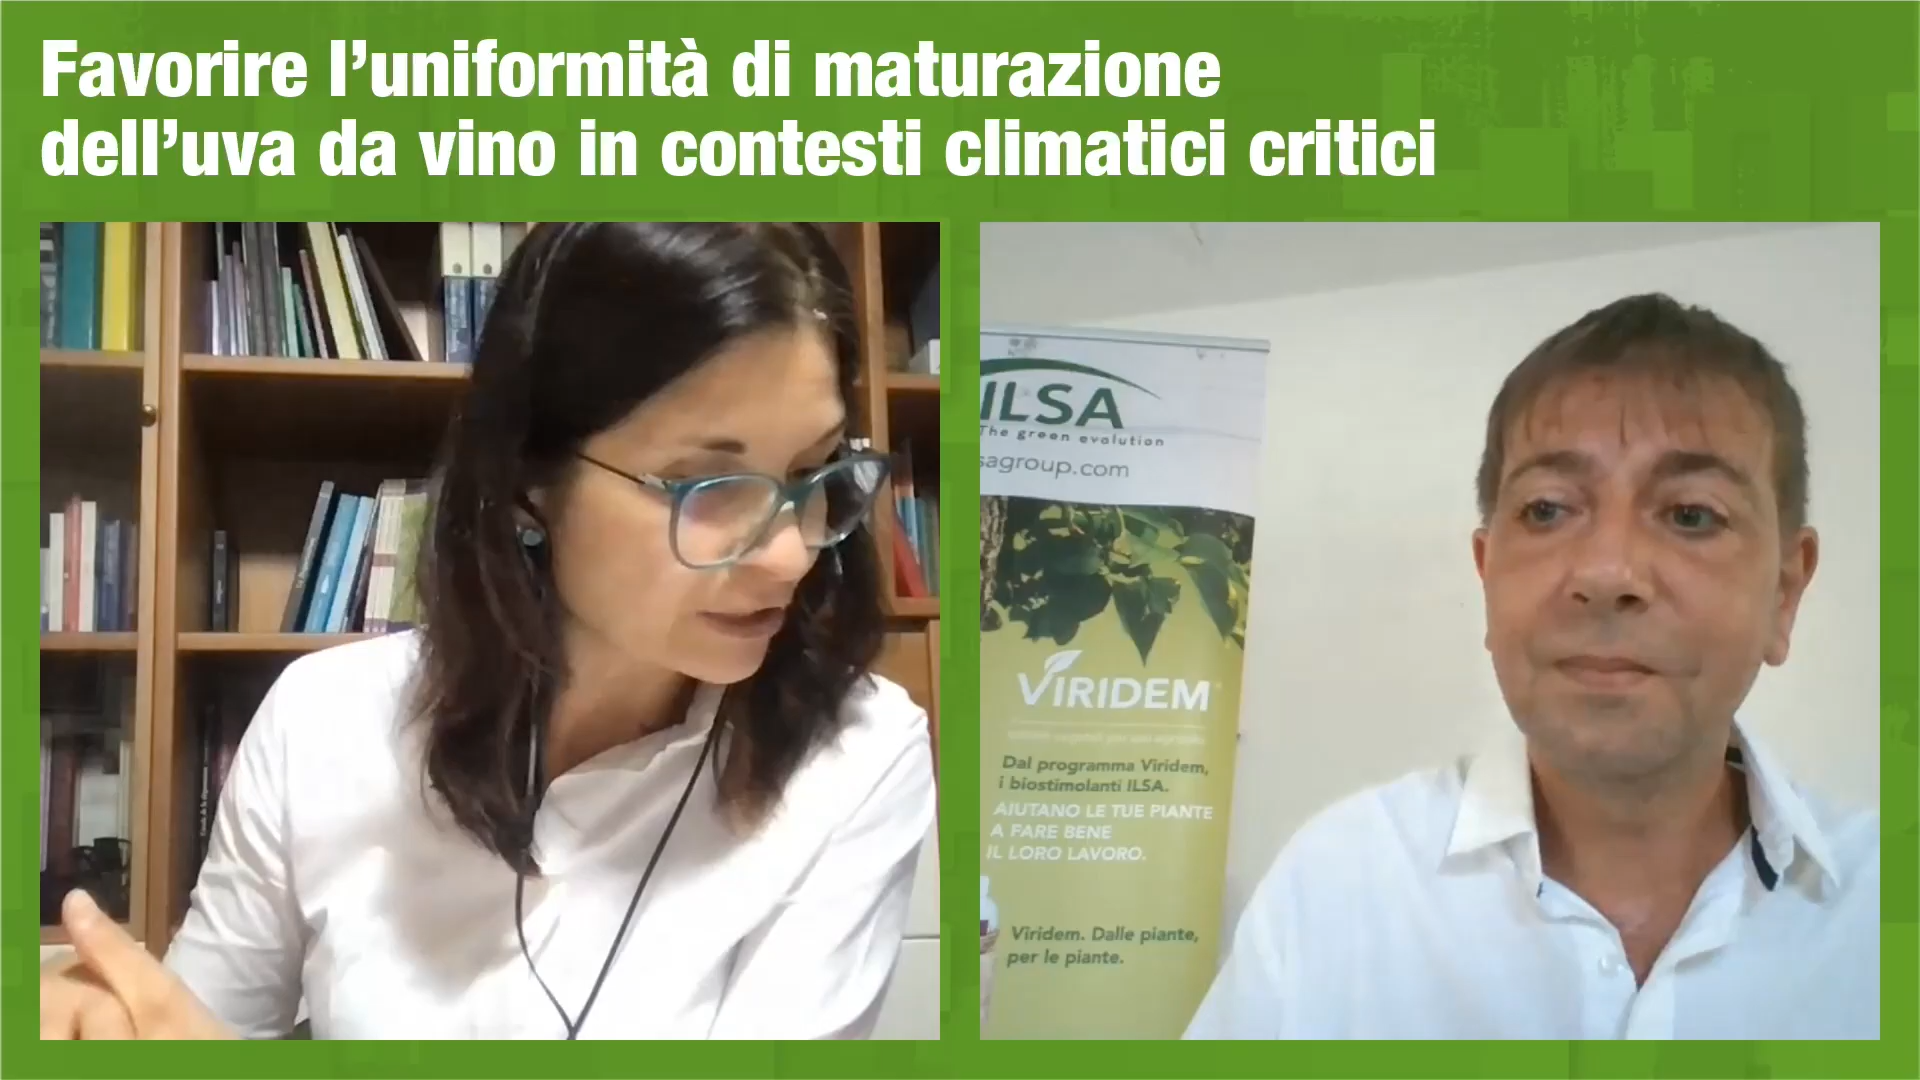 Favorire l’uniformità di maturazione
dell’uva da vino in contesti climatici critici
ILSA
The green evolution
sagroup.com
VIRIDEM
Dal programma Viridem,
i biostimolanti ILSA.
AIUTANO LE TUE PIANTE
A FARE BENE
IL LORO LAVORO.
Viridem. Dalle piante,
per le piante.